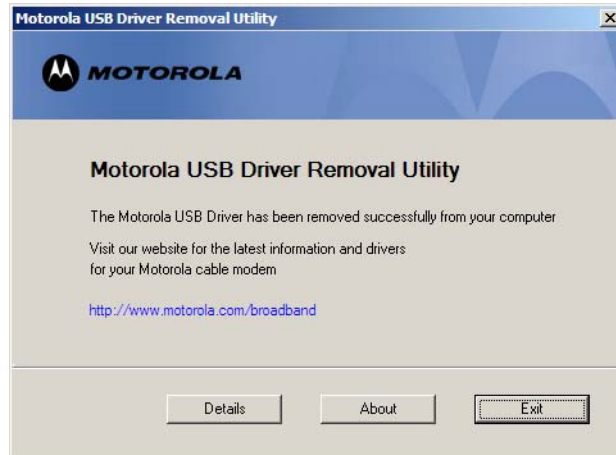 Motorola USB Driver Removal Utility
MOTOROLA
Motorola USB Driver Removal Utility
The Motorola USB Driver has been removed successfully from your computer
Visit our website for the latest information and drivers
for your Motorola cable modem
http://www.motorola.com/broadband
Details About Exit